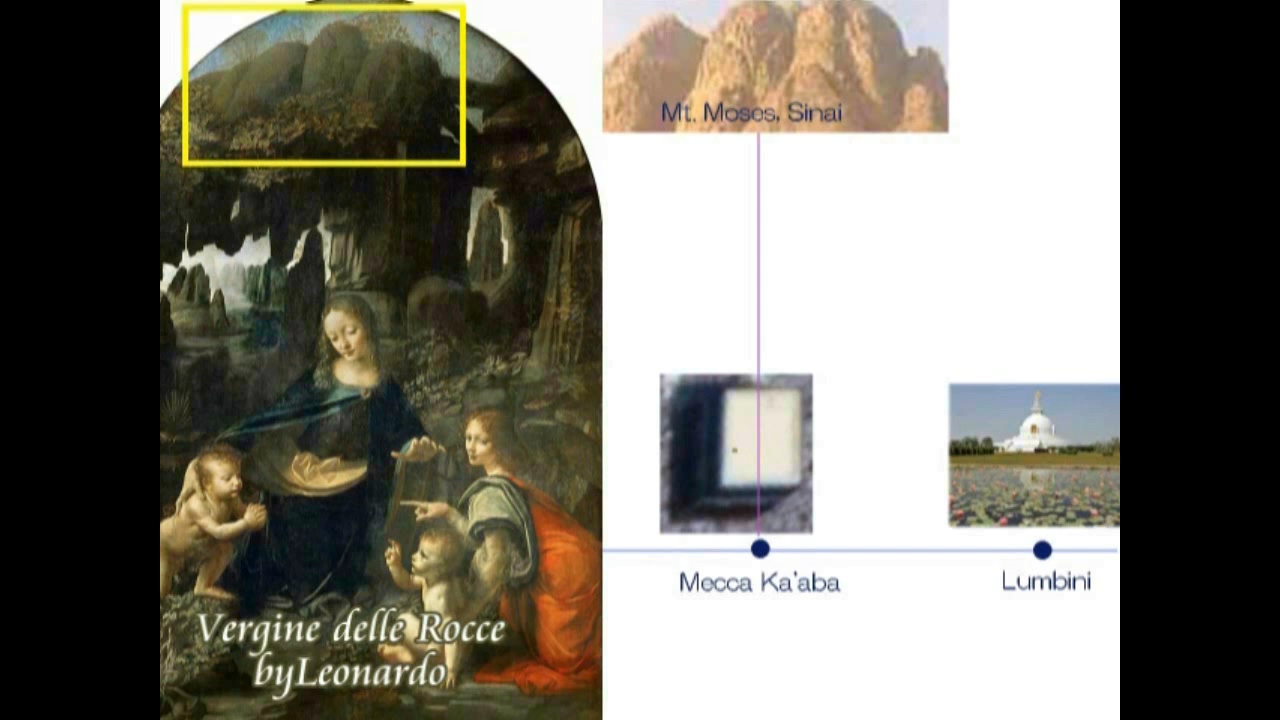 Mt. Moses, Sinai
Mecca Ka'aba
Lumbini
Vergine delle Rocce
byLeonardo